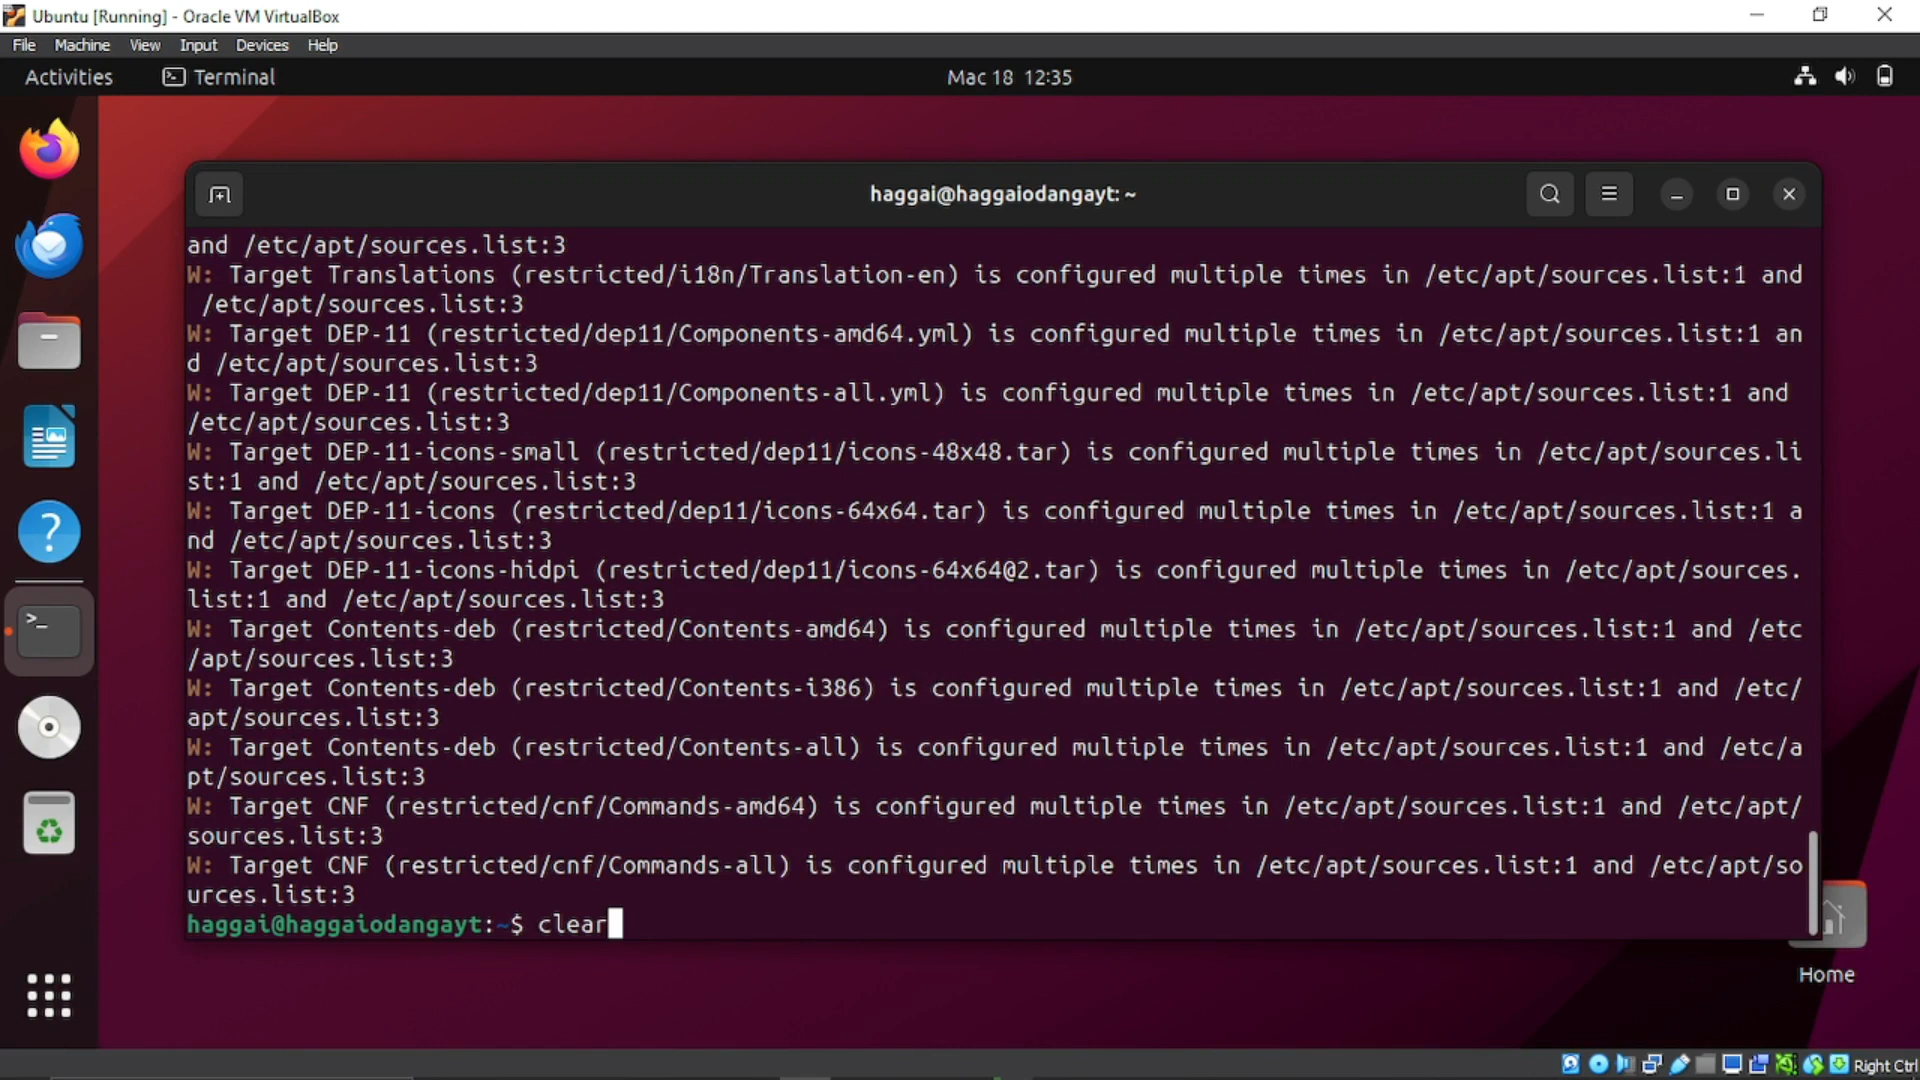 Ubuntu [Running] - Oracle VM VirtualBox
File Machine View Input Devices Help
Activities Terminal Mac 18 12:35
haggai@haggaiodangayt: ~
and /etc/apt/sources.list:3
W: Target Translations (restricted/i18n/Translation-en) is configured multiple times in /etc/apt/sources.list:1 and
/etc/apt/sources.list:3
W: Target DEP-11 (restricted/dep11/Components-amd64.yml) is configured multiple times in /etc/apt/sources.list:1 an
d /etc/apt/sources.list:3
W: Target DEP-11 (restricted/dep11/Components-all.yml) is configured multiple times in /etc/apt/sources.list:1 and
/etc/apt/sources.list:3
W: Target DEP-11-icons-small (restricted/dep11/icons-48x48.tar) is configured multiple times in /etc/apt/sources.li
st:1 and /etc/apt/sources.list:3
W: Target DEP-11-icons (restricted/dep11/icons-64x64.tar) is configured multiple times in /etc/apt/sources.list:1 a
nd /etc/apt/sources.list:3
W: Target DEP-11-icons-hidpi (restricted/dep11/icons-64x64@2.tar) is configured multiple times in /etc/apt/sources.
list:1 and /etc/apt/sources.list:3
W: Target Contents-deb (restricted/Contents-amd64) is configured multiple times in /etc/apt/sources.list:1 and /etc
/apt/sources.list:3
W: Target Contents-deb (restricted/Contents-i386) is configured multiple times in /etc/apt/sources.list:1 and /etc/
apt/sources.list:3
W: Target Contents-deb (restricted/Contents-all) is configured multiple times in /etc/apt/sources.list:1 and /etc/a
pt/sources.list:3
W: Target CNF (restricted/cnf/Commands-amd64) is configured multiple times in /etc/apt/sources.list:1 and /etc/apt/
sources.list:3
W: Target CNF (restricted/cnf/Commands-all) is configured multiple times in /etc/apt/sources.list:1 and /etc/apt/so
urces.list:3
haggai@haggaiodangayt:~$ clear
Home
Right Ctrl